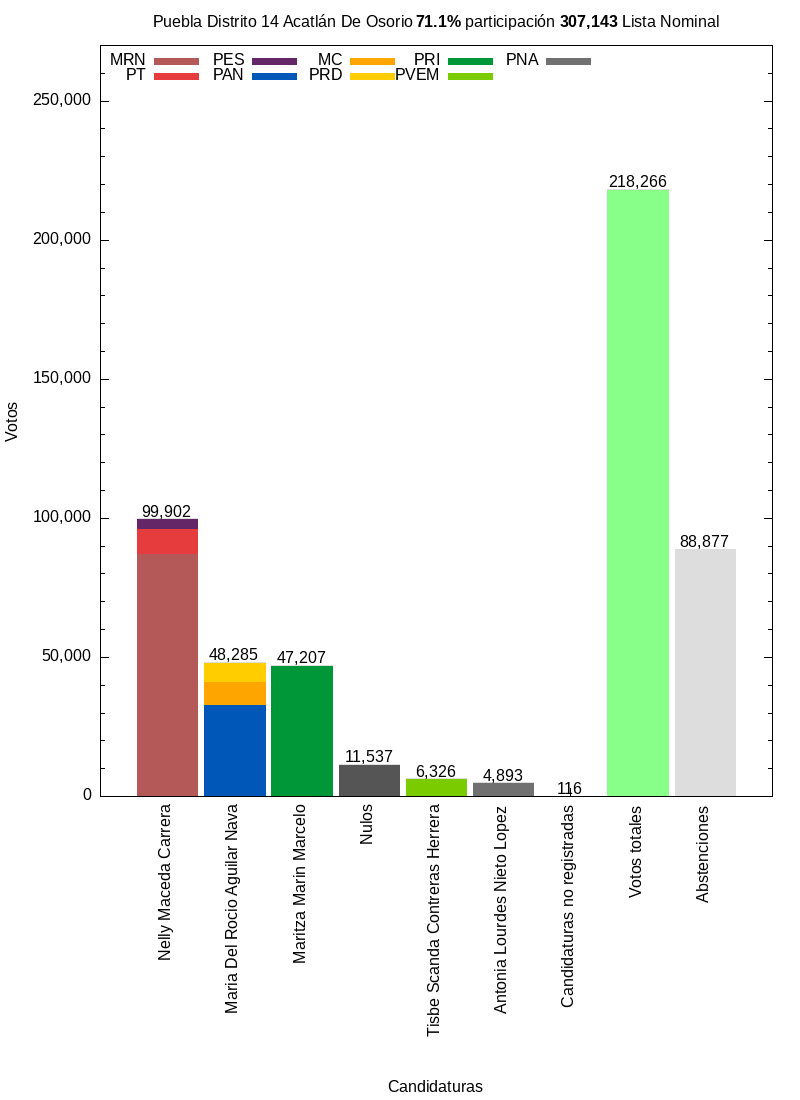 Puebla Distrito 14 Acatlán De Osorio 71.1% participación 307,143 Lista Nominal
MRN PES MC PRI PNA
PT PAN PRD PVEM
250,000
200,000
150,000
100,000
50,000
0
Votos
99,902
48,285
47,207
11,537
6,326
4,893
116
218,266
88,877
Nelly Maceda Carrera
Maria Del Rocio Aguilar Nava
Maritza Marin Marcelo
Nulos
Tisbe Scanda Contreras Herrera
Antonia Lourdes Nieto Lopez
Candidaturas no registradas
Votos totales
Abstenciones
Candidaturas